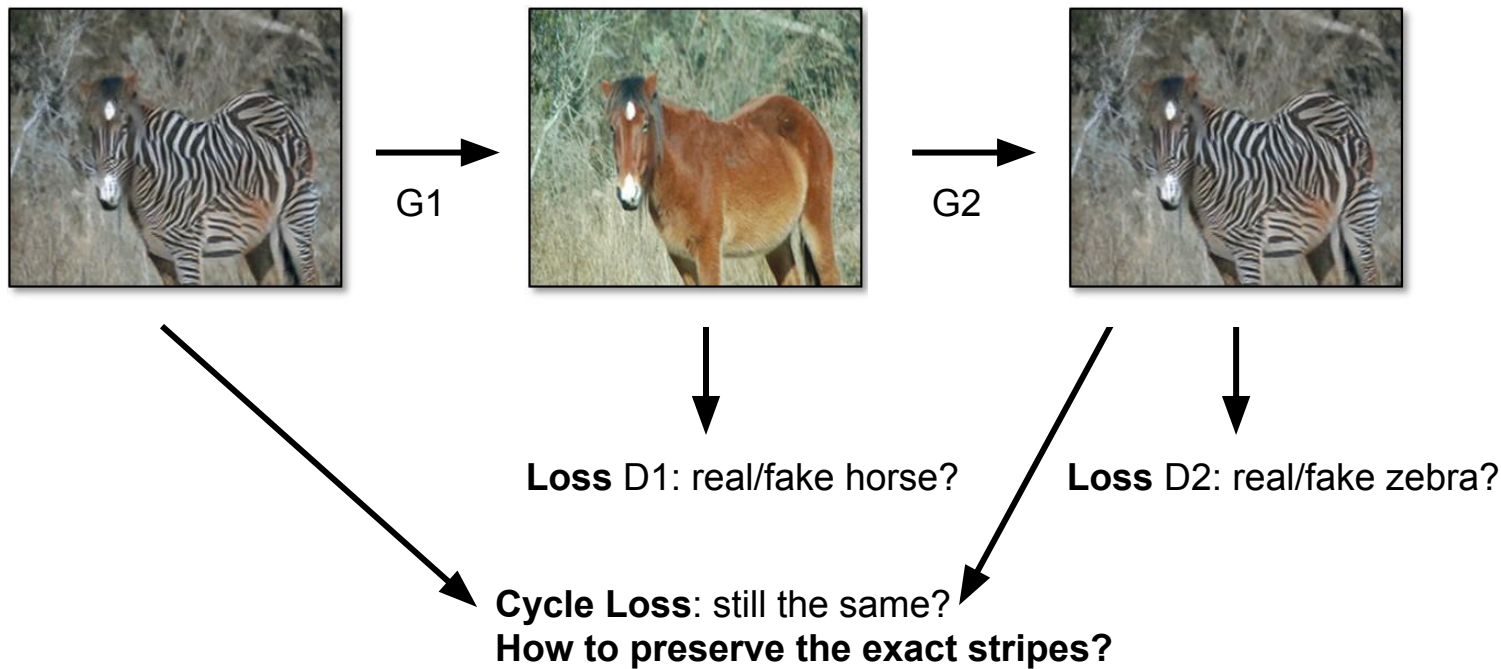 G1
G2
Loss D1: real/fake horse?
Loss D2: real/fake zebra?
Cycle Loss: still the same?
How to preserve the exact stripes?